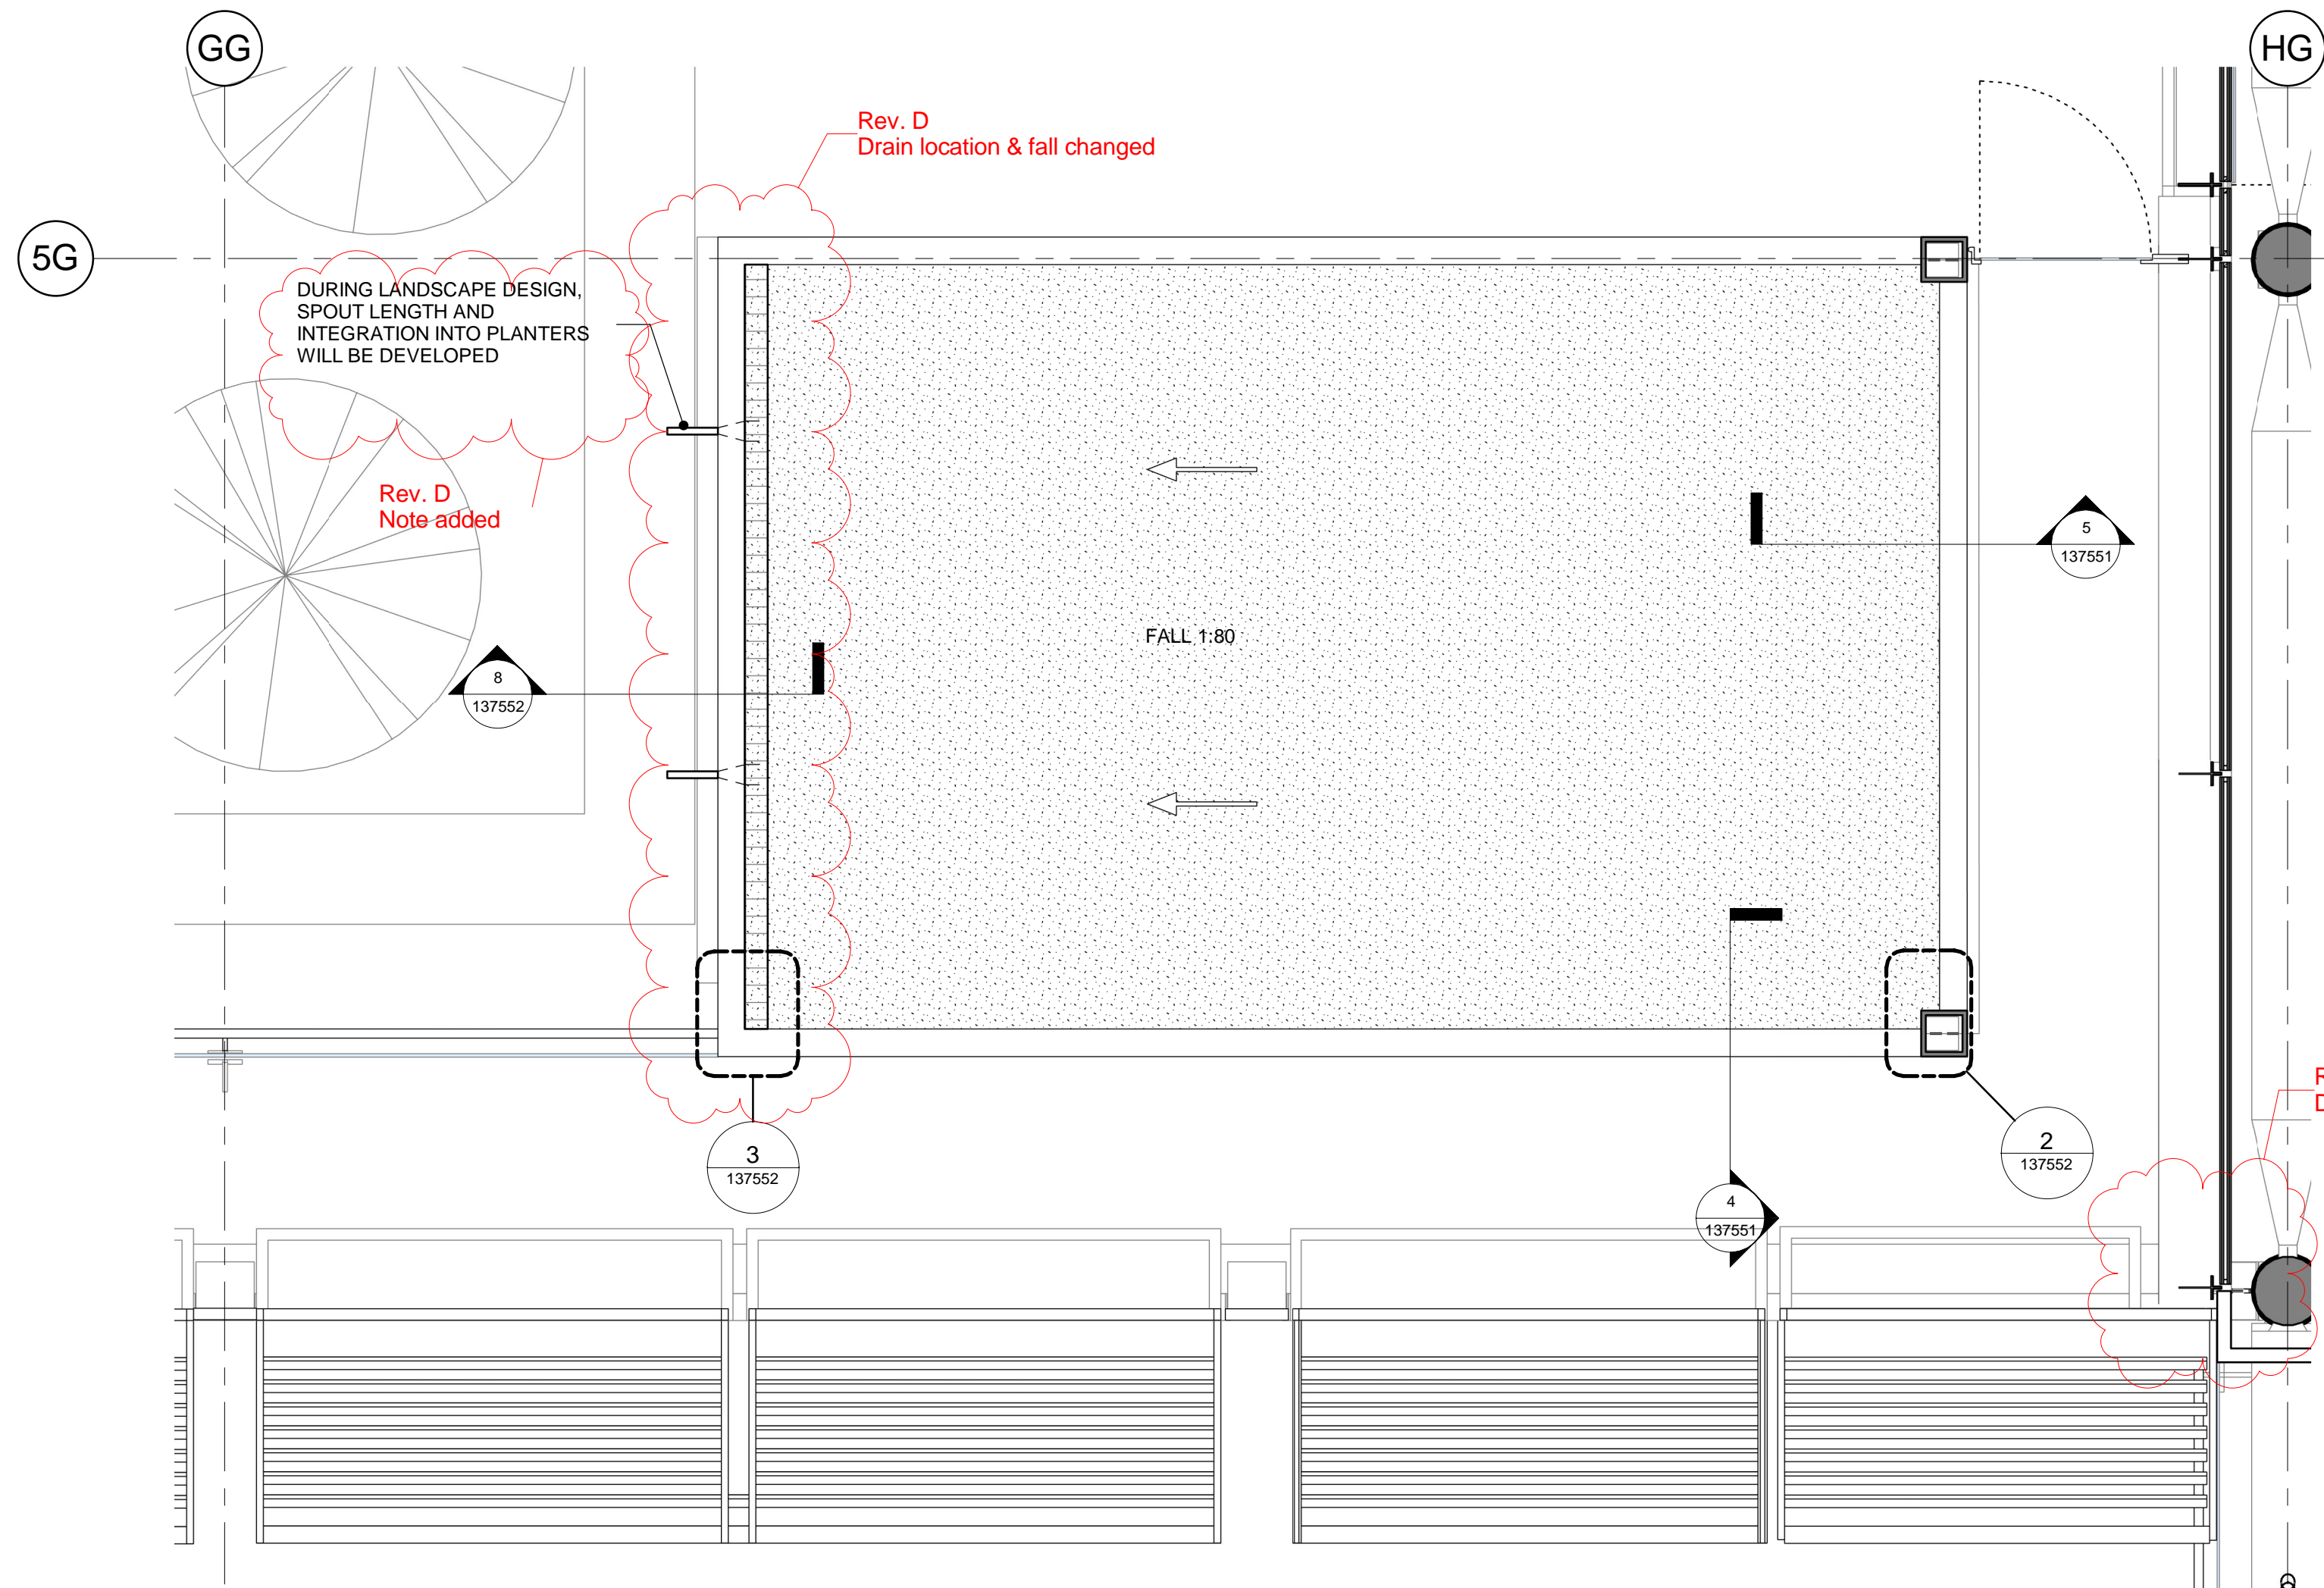 GG
HG
Rev. D
Drain location & fall changed
5G
DURING LANDSCAPE DESIGN,
SPOUT LENGTH AND
INTEGRATION INTO PLANTERS
WILL BE DEVELOPED
Rev. D
Note added
5
137551
FALL 1:80
8
137552
3
137552
2
137552
4
137551